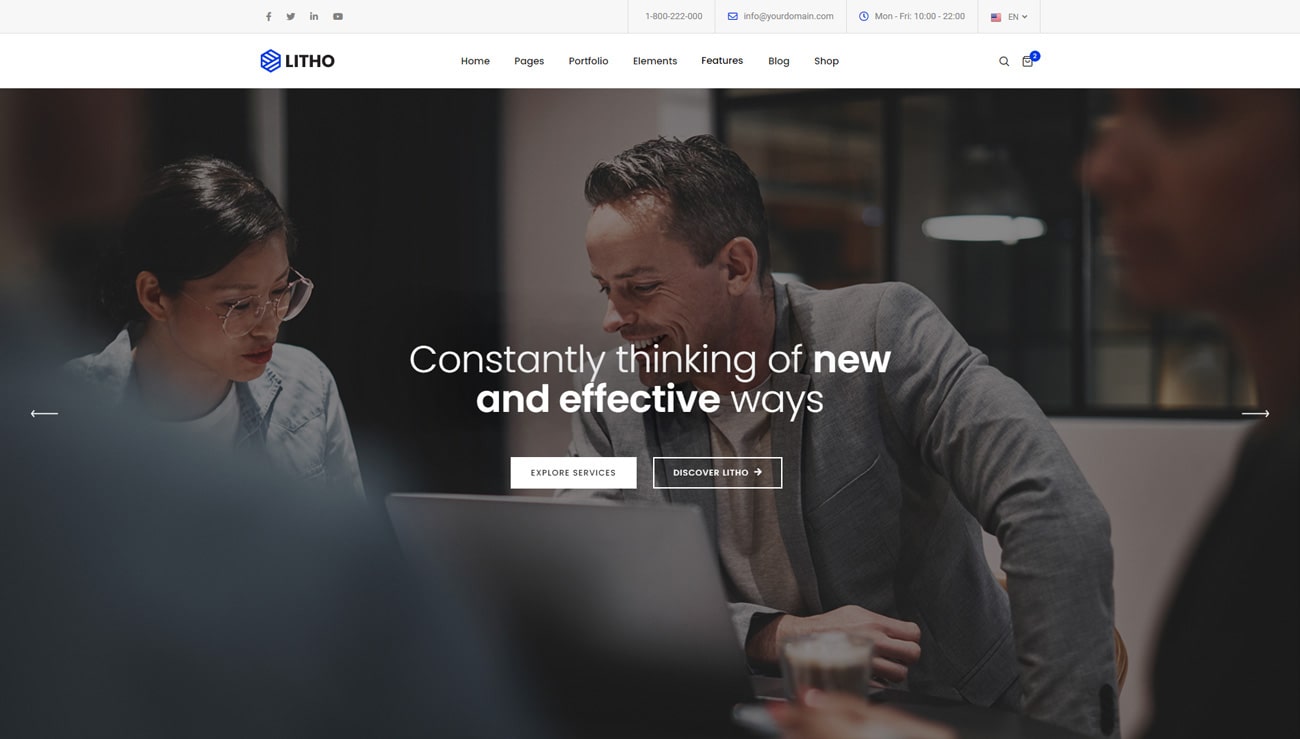 1-800-222-000
info@yourdomain.com
Mon - Fri: 10:00 - 22:00
EN
LITHO
Home
Pages
Portfolio
Elements
Features
Blog
Shop
2
Constantly thinking of new
and effective ways
EXPLORE SERVICES
DISCOVER LITHO